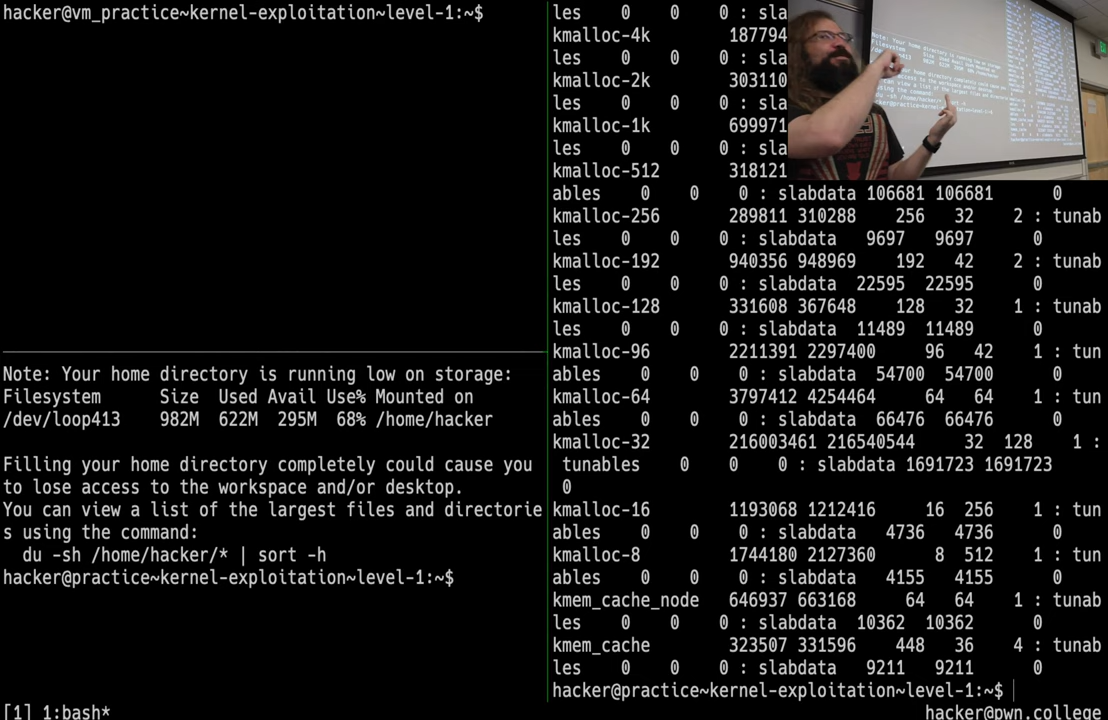 hacker@vm_practice~kernel-exploitation~level-1:~$
Note: Your home directory is running low on storage:
Filesystem      Size  Used Avail Use% Mounted on
/dev/loop413    982M  622M  295M  68% /home/hacker
Filling your home directory completely could cause you
to lose access to the workspace and/or desktop.
You can view a list of the largest files and directorie
s using the command:
  du -sh /home/hacker/* | sort -h
hacker@practice~kernel-exploitation~level-1:~$
les    0    0    0 : sla
kmalloc-4k        187794
les    0    0    0 : sla
kmalloc-2k        303110
les    0    0    0 : sla
kmalloc-1k        699971
les    0    0    0 : sla
kmalloc-512       318121
ables    0    0    0 : slabdata 106681 106681      0
kmalloc-256       289811 310288    256   32    2 : tunab
les    0    0    0 : slabdata   9697   9697      0
kmalloc-192       940356 948969    192   42    2 : tunab
les    0    0    0 : slabdata  22595  22595      0
kmalloc-128       331608 367648    128   32    1 : tunab
les    0    0    0 : slabdata  11489  11489      0
kmalloc-96        2211391 2297400     96   42    1 : tun
ables    0    0    0 : slabdata  54700  54700      0
kmalloc-64        3797412 4254464     64   64    1 : tun
ables    0    0    0 : slabdata  66476  66476      0
kmalloc-32        216003461 216540544     32  128    1 :
 tunables    0    0    0 : slabdata 1691723 1691723
 0
kmalloc-16        1193068 1212416     16  256    1 : tun
ables    0    0    0 : slabdata   4736   4736      0
kmalloc-8         1744180 2127360      8  512    1 : tun
ables    0    0    0 : slabdata   4155   4155      0
kmem_cache_node   646937 663168     64   64    1 : tunab
les    0    0    0 : slabdata  10362  10362      0
kmem_cache        323507 331596    448   36    4 : tunab
les    0    0    0 : slabdata   9211   9211      0
hacker@practice~kernel-exploitation~level-1:~$
[1] 1:bash*
hacker@pwn.college